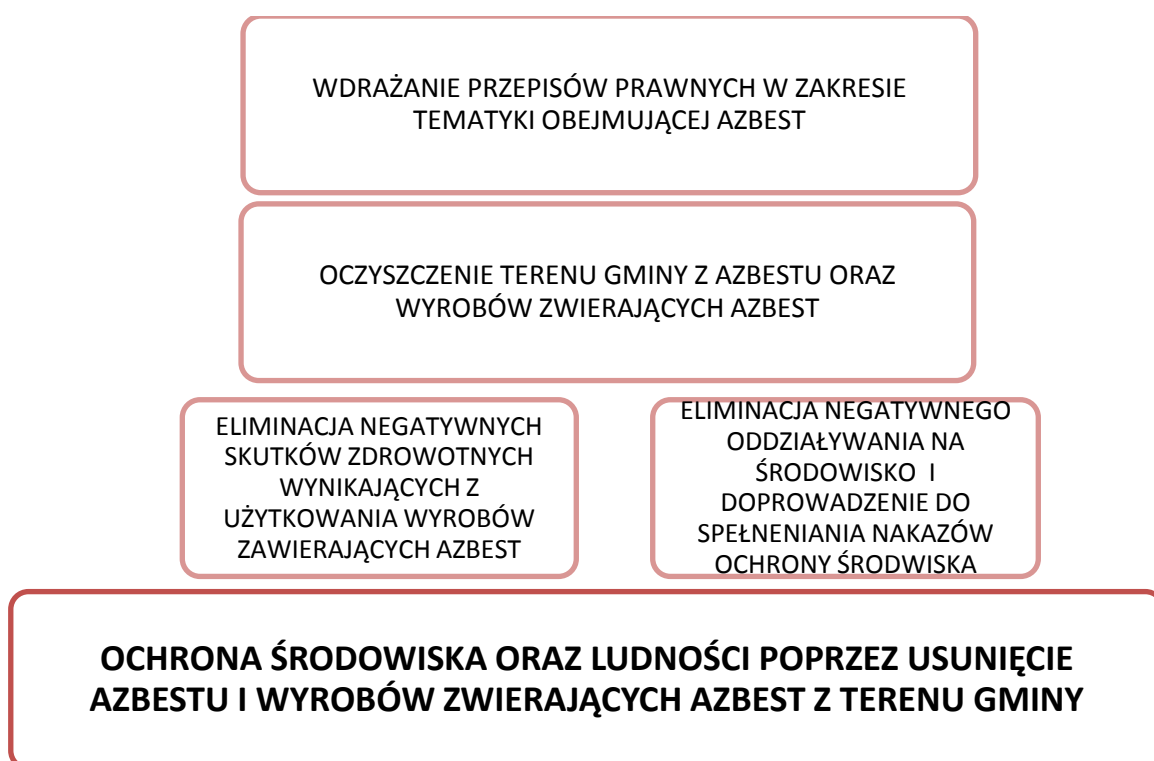 WDRAŻANIE PRZEPISÓW PRAWNYCH W ZAKRESIE
TEMATYKI OBEJMUJĄCEJ AZBEST
OCZYSZCZENIE TERENU GMINY Z AZBESTU ORAZ
WYROBÓW ZWIERAJĄCYCH AZBEST
ELIMINACJA NEGATYWNYCH
SKUTKÓW ZDROWOTNYCH
WYNIKAJĄCYCH Z
UŻYTKOWANIA WYROBÓW
ZAWIERAJĄCYCH AZBEST
ELIMINACJA NEGATYWNEGO
ODDZIAŁYWANIA NA
ŚRODOWISKO I
DOPROWADZENIE DO
SPEŁNENIANIA NAKAZÓW
OCHRONY ŚRODWISKA
OCHRONA ŚRODOWISKA ORAZ LUDNOŚCI POPRZEZ USUNIĘCIE
AZBESTU I WYROBÓW ZWIERAJĄCYCH AZBEST Z TERENU GMINY